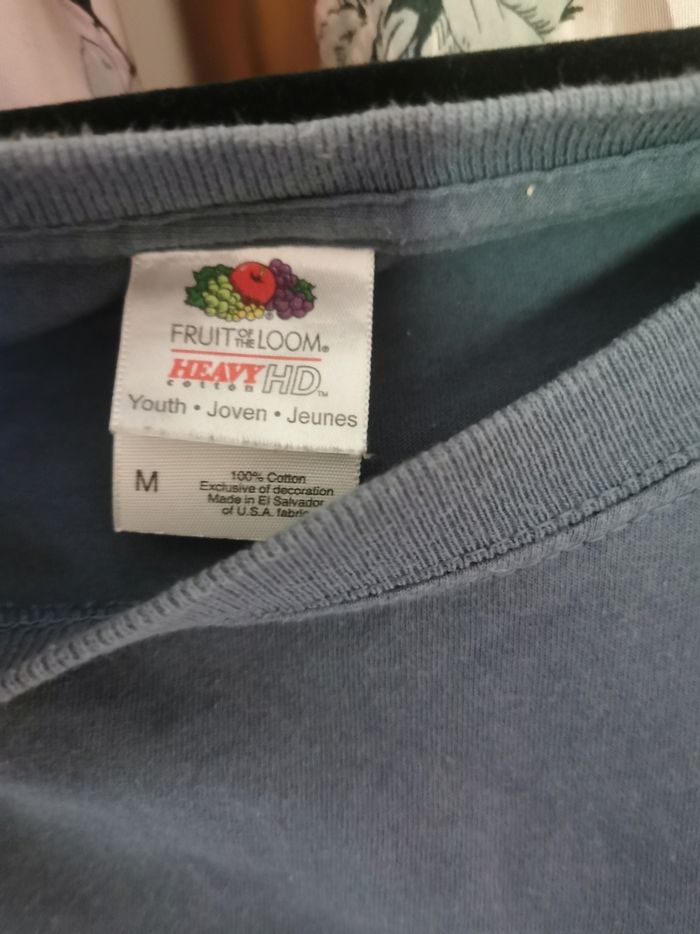 FRUIT OF THE LOOM®
HEAVY HD™
cotton
Youth • Joven • Jeunes
M
100% Cotton
Exclusive of decoration
Made in El Salvador
of U.S.A. fabric